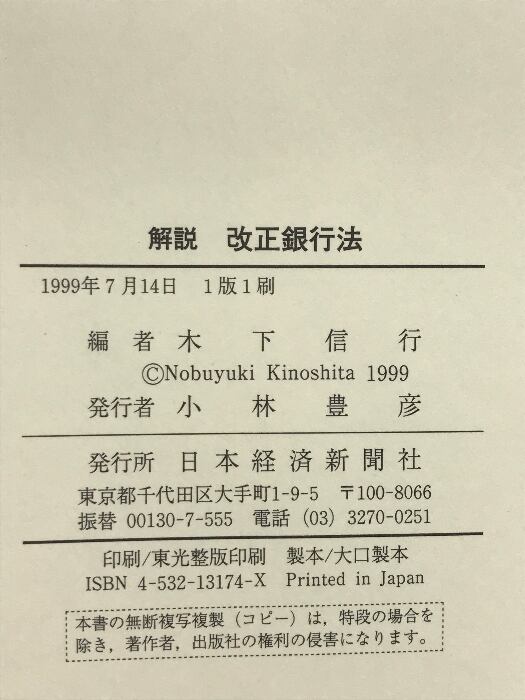 解説 改正銀行法
1999年7月14日 1版1刷
編者 木下信行
©Nobuyuki Kinoshita 1999
発行者 小林豊彦
発行所 日本経済新聞社
東京都千代田区大手町1-9-5 〒100-8066
振替 00130-7-555 電話 (03) 3270-0251
印刷/東光整版印刷 製本/大口製本
ISBN 4-532-13174-X Printed in Japan
本書の無断複写複製（コピー）は，特段の場合を
除き，著作者，出版社の権利の侵害になります。